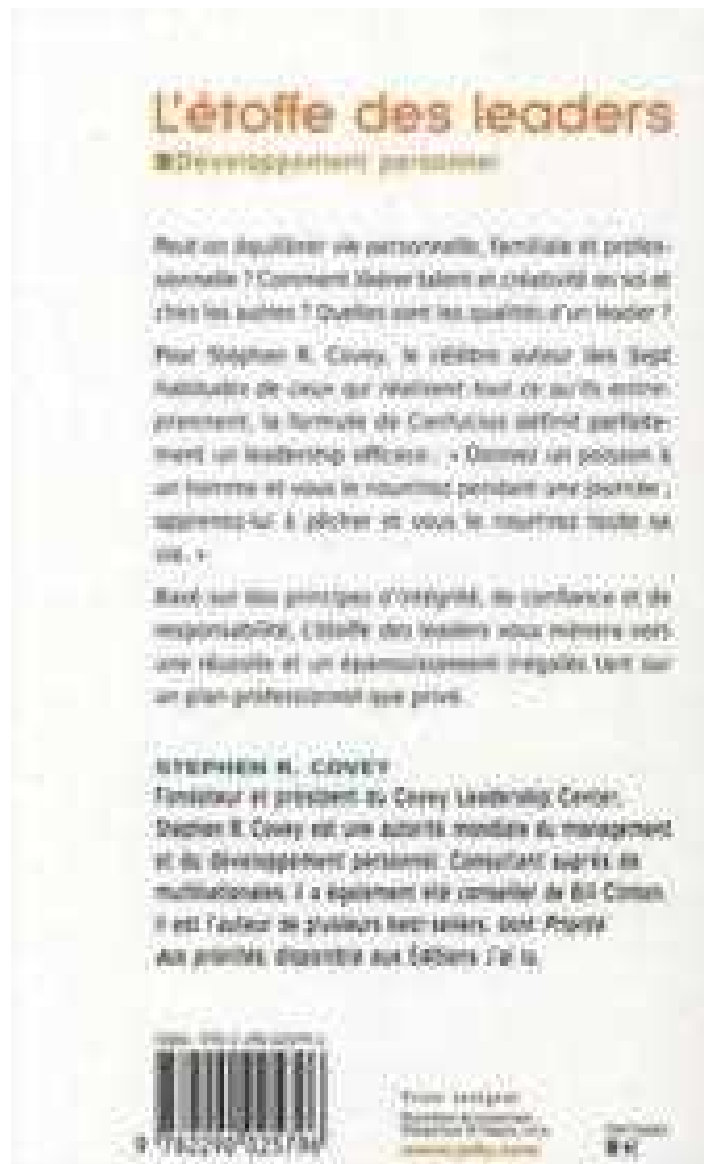 L'étoffe des leaders
Développement personnel
Peut-on équilibrer vie personnelle, familiale et profes-
sionnelle ? Comment libérer talent et créativité en soi et
chez les autres ? Quelles sont les qualités d'un leader ?
Pour Stephen R. Covey, le célèbre auteur des Sept
habitudes de ceux qui réalisent tout ce qu'ils entre-
prennent, la formule de Confucius définit parfaite-
ment un leadership efficace : « Donnez un poisson à
un homme et vous le nourrirez pendant une journée ;
apprenez-lui à pêcher et vous le nourrirez toute sa
vie. »
Basé sur des principes d'intégrité, de confiance et de
responsabilité, L'étoffe des leaders vous mènera vers
une réussite et un épanouissement inégalés tant sur
un plan professionnel que privé.
STEPHEN R. COVEY
Fondateur et président du Covey Leadership Center,
Stephen R. Covey est une autorité mondiale du management
et du développement personnel. Consultant auprès de
multinationales, il a également été conseiller de Bill Clinton.
Il est l'auteur de plusieurs best-sellers, dont Priorité
aux priorités, disponible aux Éditions J'ai lu.
Texte intégral